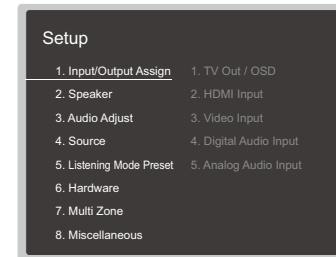 Setup
1. Input/Output Assign
2. Speaker
3. Audio Adjust
4. Source
5. Listening Mode Preset
6. Hardware
7. Multi Zone
8. Miscellaneous
1. TV Out / OSD
2. HDMI Input
3. Video Input
4. Digital Audio Input
5. Analog Audio Input